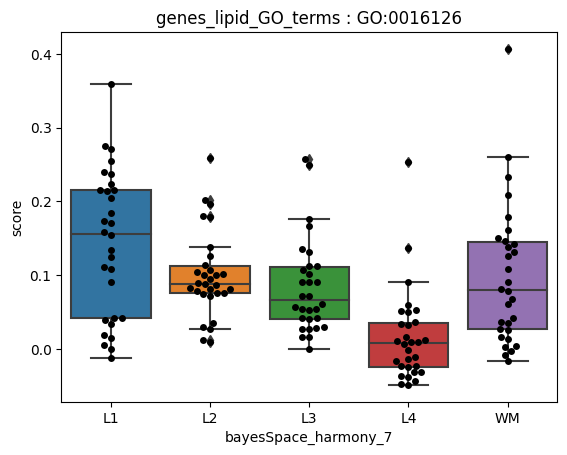 genes_lipid_GO_terms : GO:0016126
0.4
0.3
0.2
0.1
0.0
score
L1 L2 L3 L4 WM
bayesSpace_harmony_7